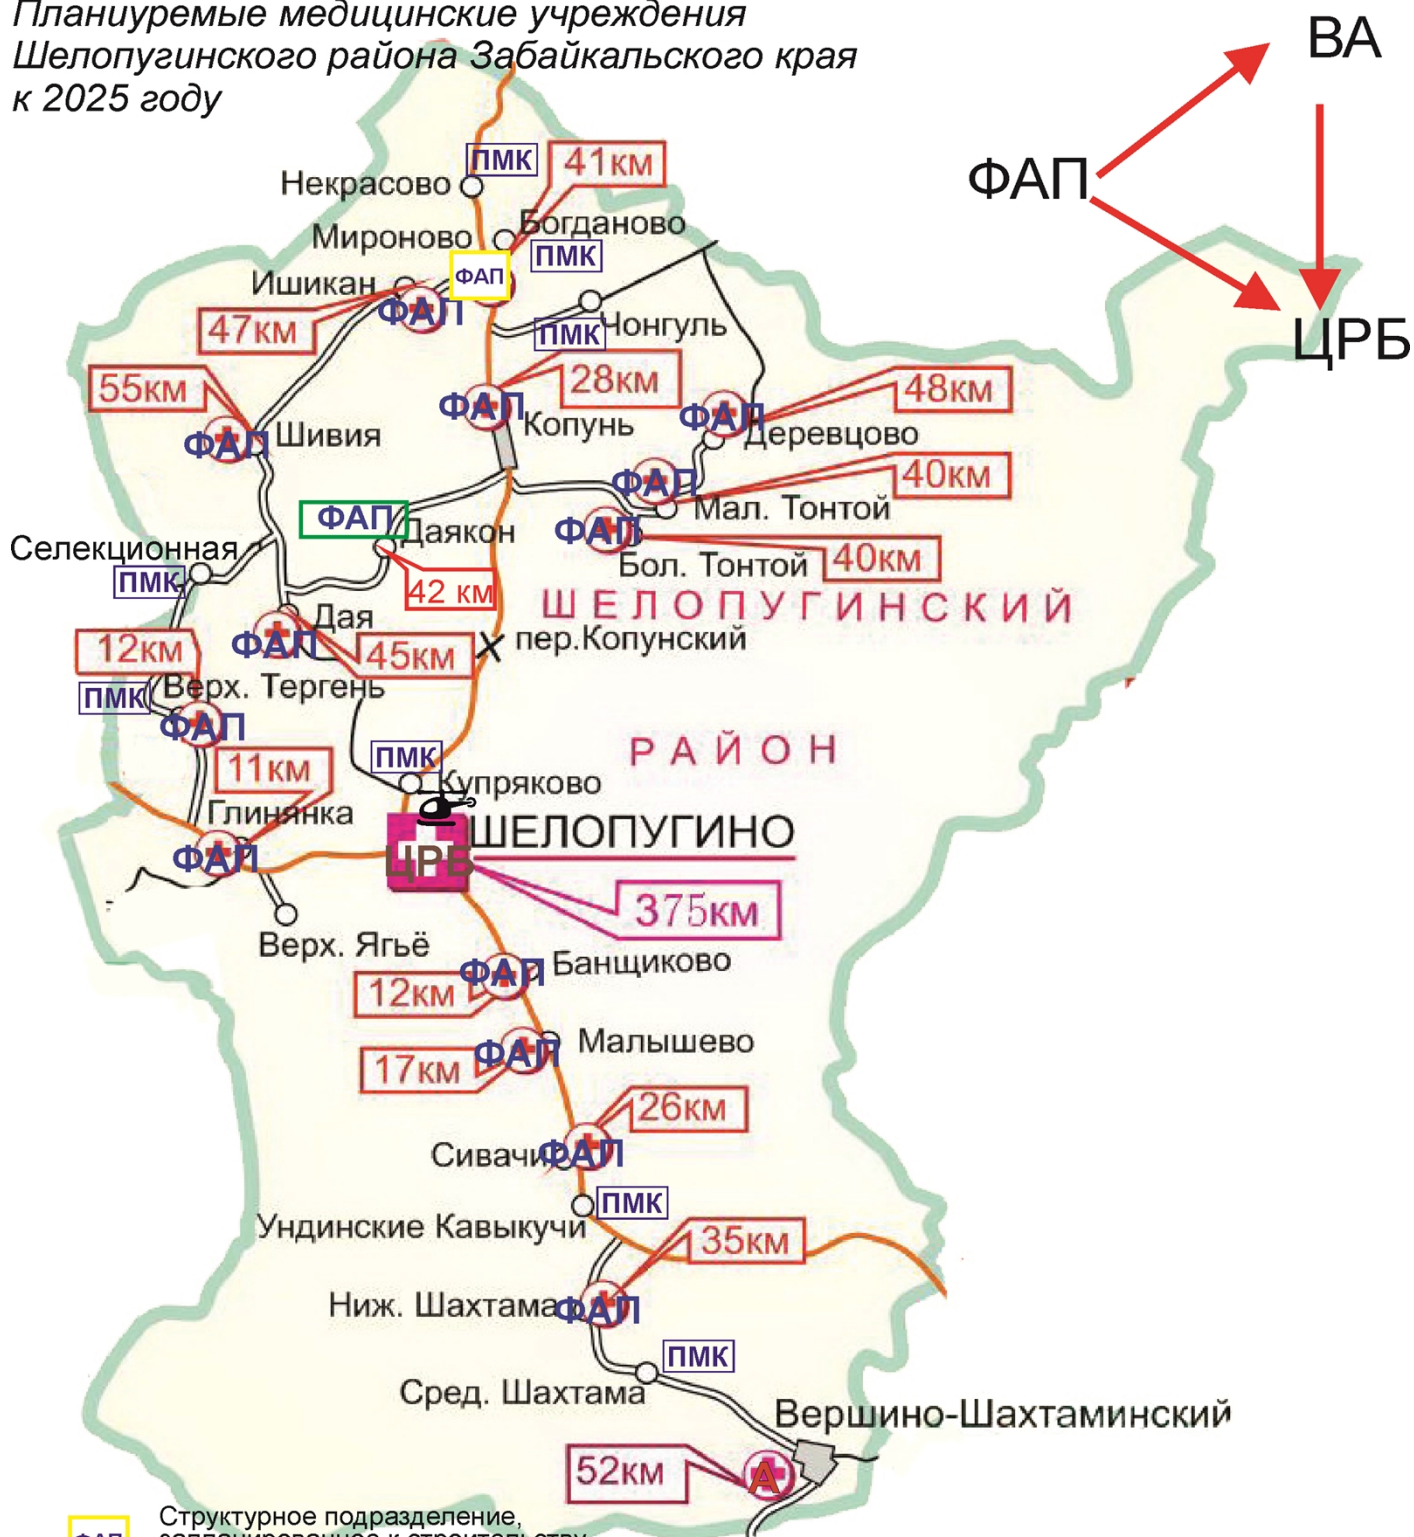 Планиуремые медицинские учреждения
Шелопугинского района Забайкальского края
к 2025 году
ВА
ФАП
ЦРБ
ПМК
41км
Некрасово
Богданово
Мироново
ПМК
ФАП
Ишикан
ФАП
47км
ПМК
Чонгуль
55км
28км
48км
ФАП
Копунь
ФАП
Деревцово
ФАП
Шивия
40км
ФАП
Мал. Тонтой
ФАП
Даякон
ФАП
40км
Бол. Тонтой
Селекционная
ПМК
42 км
ШЕЛОПУГИНСКИЙ
Дая
ФАП
45км
пер.Копунский
12км
ПМК
Верх. Тергень
ФАП
РАЙОН
ПМК
11км
Купряково
Глинянка
ФАП
ШЕЛОПУГИНО
ЦРБ
375км
Верх. Ягьё
ФАП
Банщиково
12км
Малышево
ФАП
17км
26км
Сивачи
ФАП
ПМК
Ундинские Кавыкучи
35км
Ниж. Шахтама
ФАП
ПМК
Сред. Шахтама
Вершино-Шахтаминский
52км
А
Структурное подразделение,
ФАП
запланированное к строительству